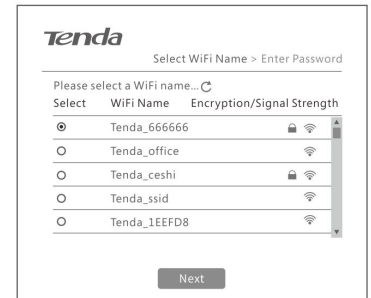 Tenda
Select WiFi Name > Enter Password
Please select a WiFi name...
Select WiFi Name Encryption/Signal Strength
Tenda_666666
Tenda_office
Tenda_ceshi
Tenda_ssid
Tenda_1EEFD8
Next